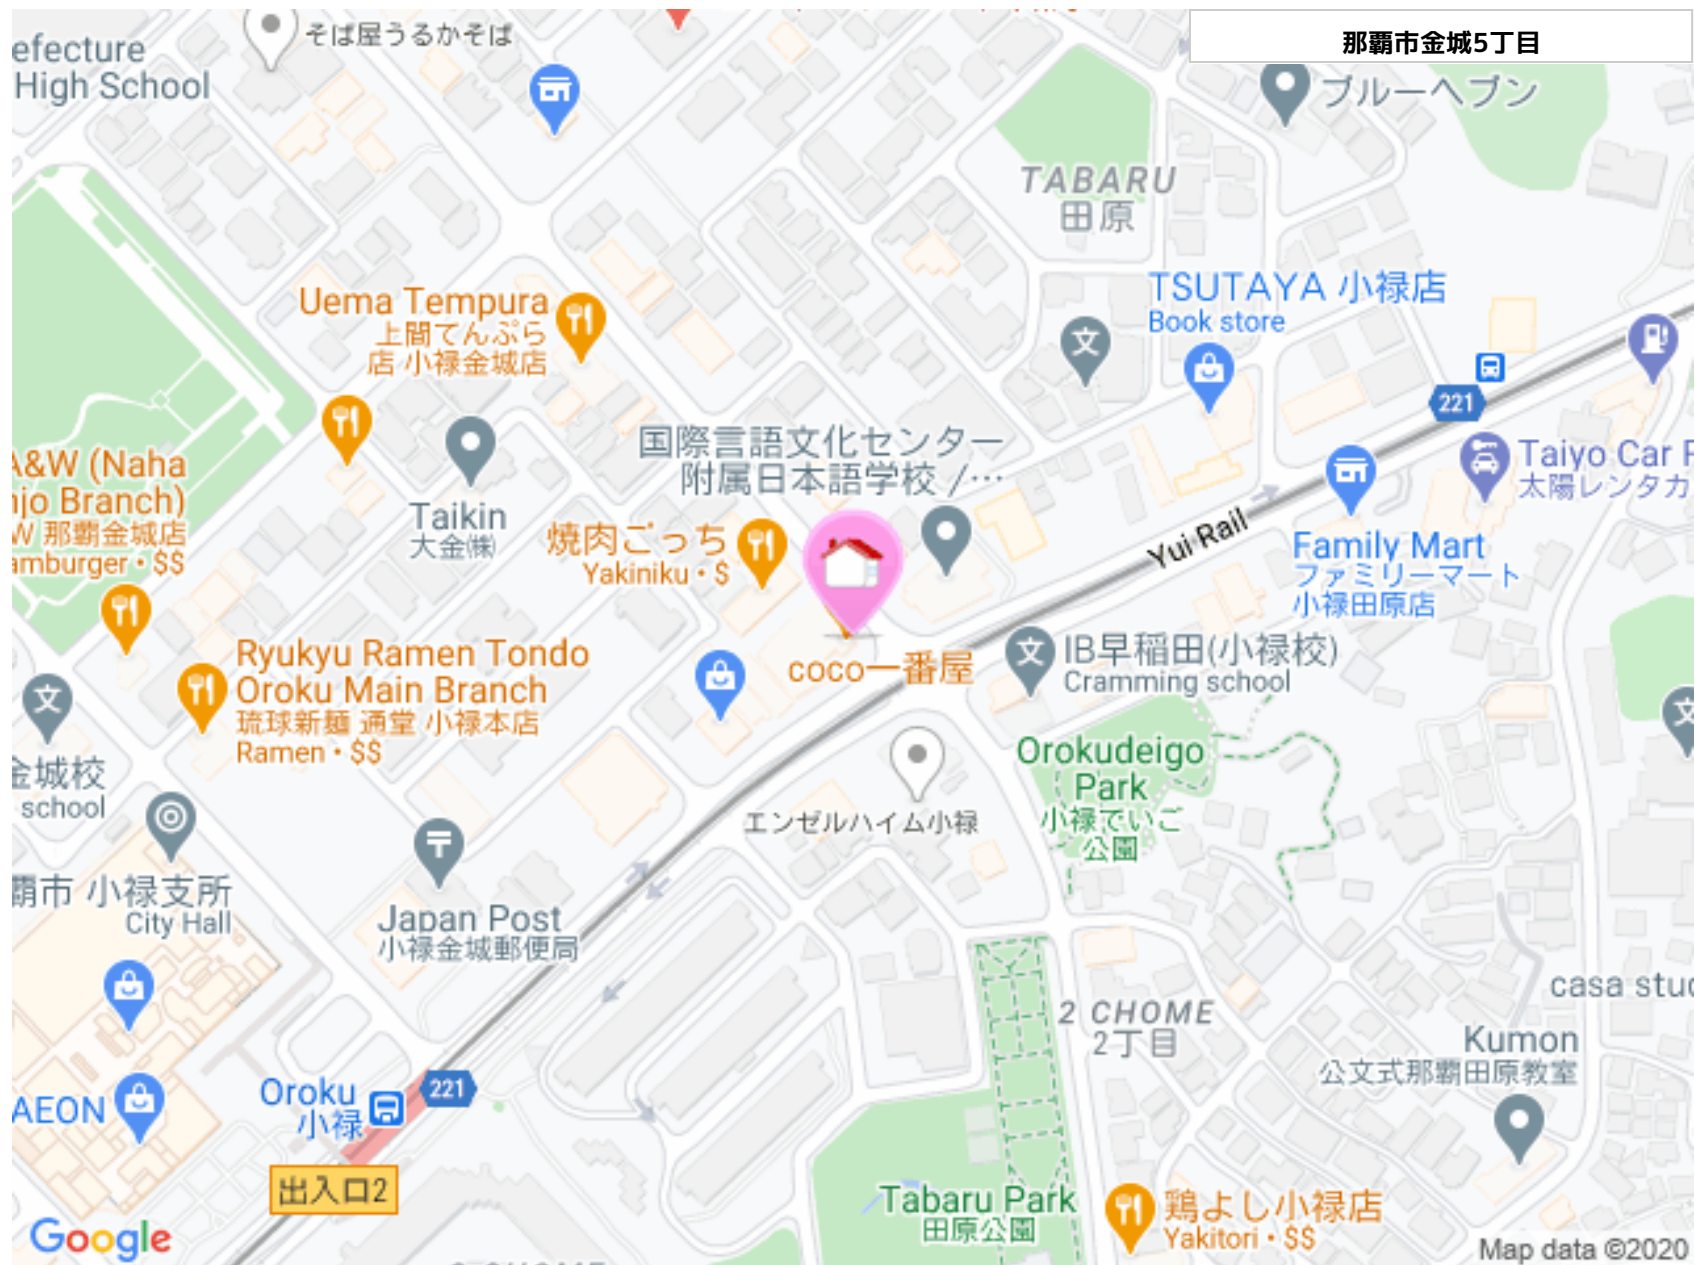 那覇市金城5丁目
そば屋うるかそば
efecture
High School
ブルーヘブン
TABARU
田原
TSUTAYA 小禄店
Book store
Uema Tempura
上間てんぷら
店 小禄金城店
221
国際言語文化センター
附属日本語学校 /…
A&W (Naha
njo Branch)
W 那覇金城店
amburger・$$
Taiyo Car R
太陽レンタカ
Taikin
大金㈱
焼肉ごっち
Yakiniku・$
Yui Rail
Family Mart
ファミリーマート
小禄田原店
Ryukyu Ramen Tondo
Oroku Main Branch
琉球新麺 通堂 小禄本店
Ramen・$$
coco一番屋
IB早稲田(小禄校)
Cramming school
Orokudeigo
Park
小禄でいご
公園
金城校
school
エンゼルハイム小禄
覇市 小禄支所
City Hall
Japan Post
小禄金城郵便局
casa stud
2 CHOME
2丁目
Kumon
公文式那覇田原教室
AEON
Oroku
小禄
221
出入口2
Tabaru Park
田原公園
鶏よし小禄店
Yakitori・$$
Google
Map data ©2020